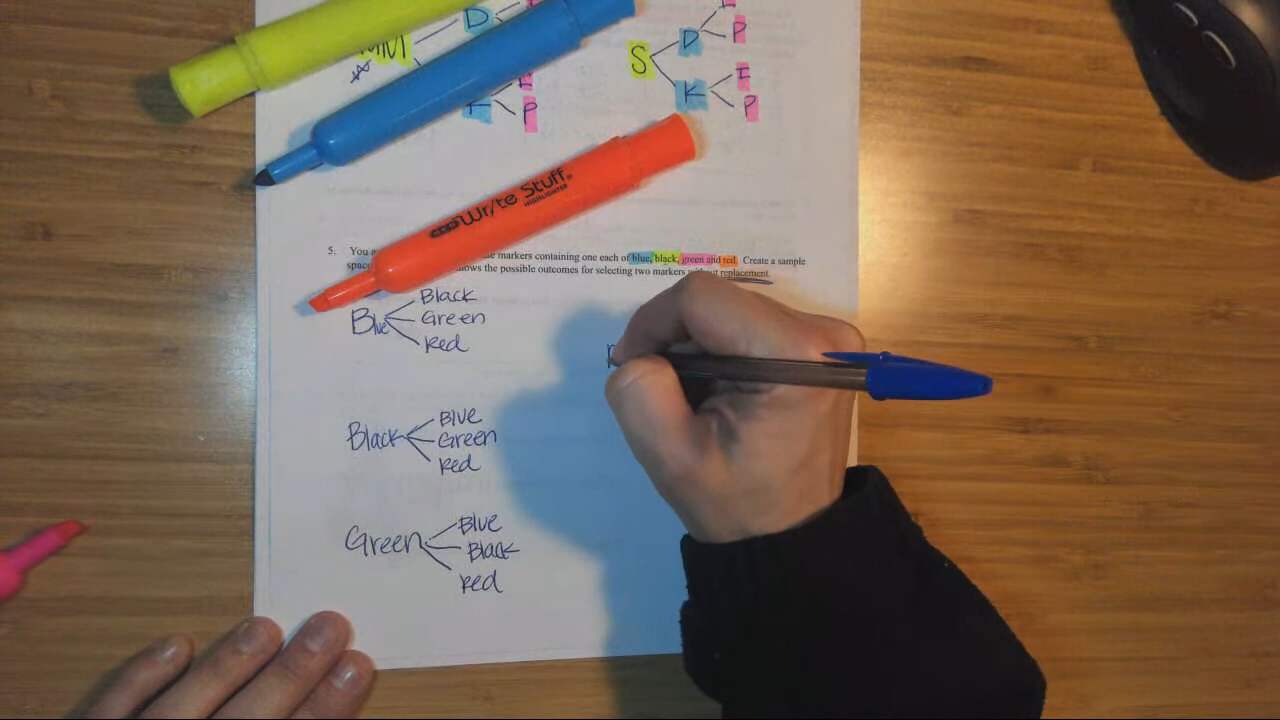 MM
D
S
D
P
K
I
P
P
Write Stuff
HIGHLIGHTER
5. You markers containing one each of blue, black, green and red. Create a sample
shows the possible outcomes for selecting two markers without replacement.
Blue
Black
Green
Red
Black
Blue
Green
Red
Green
Blue
Black
Red